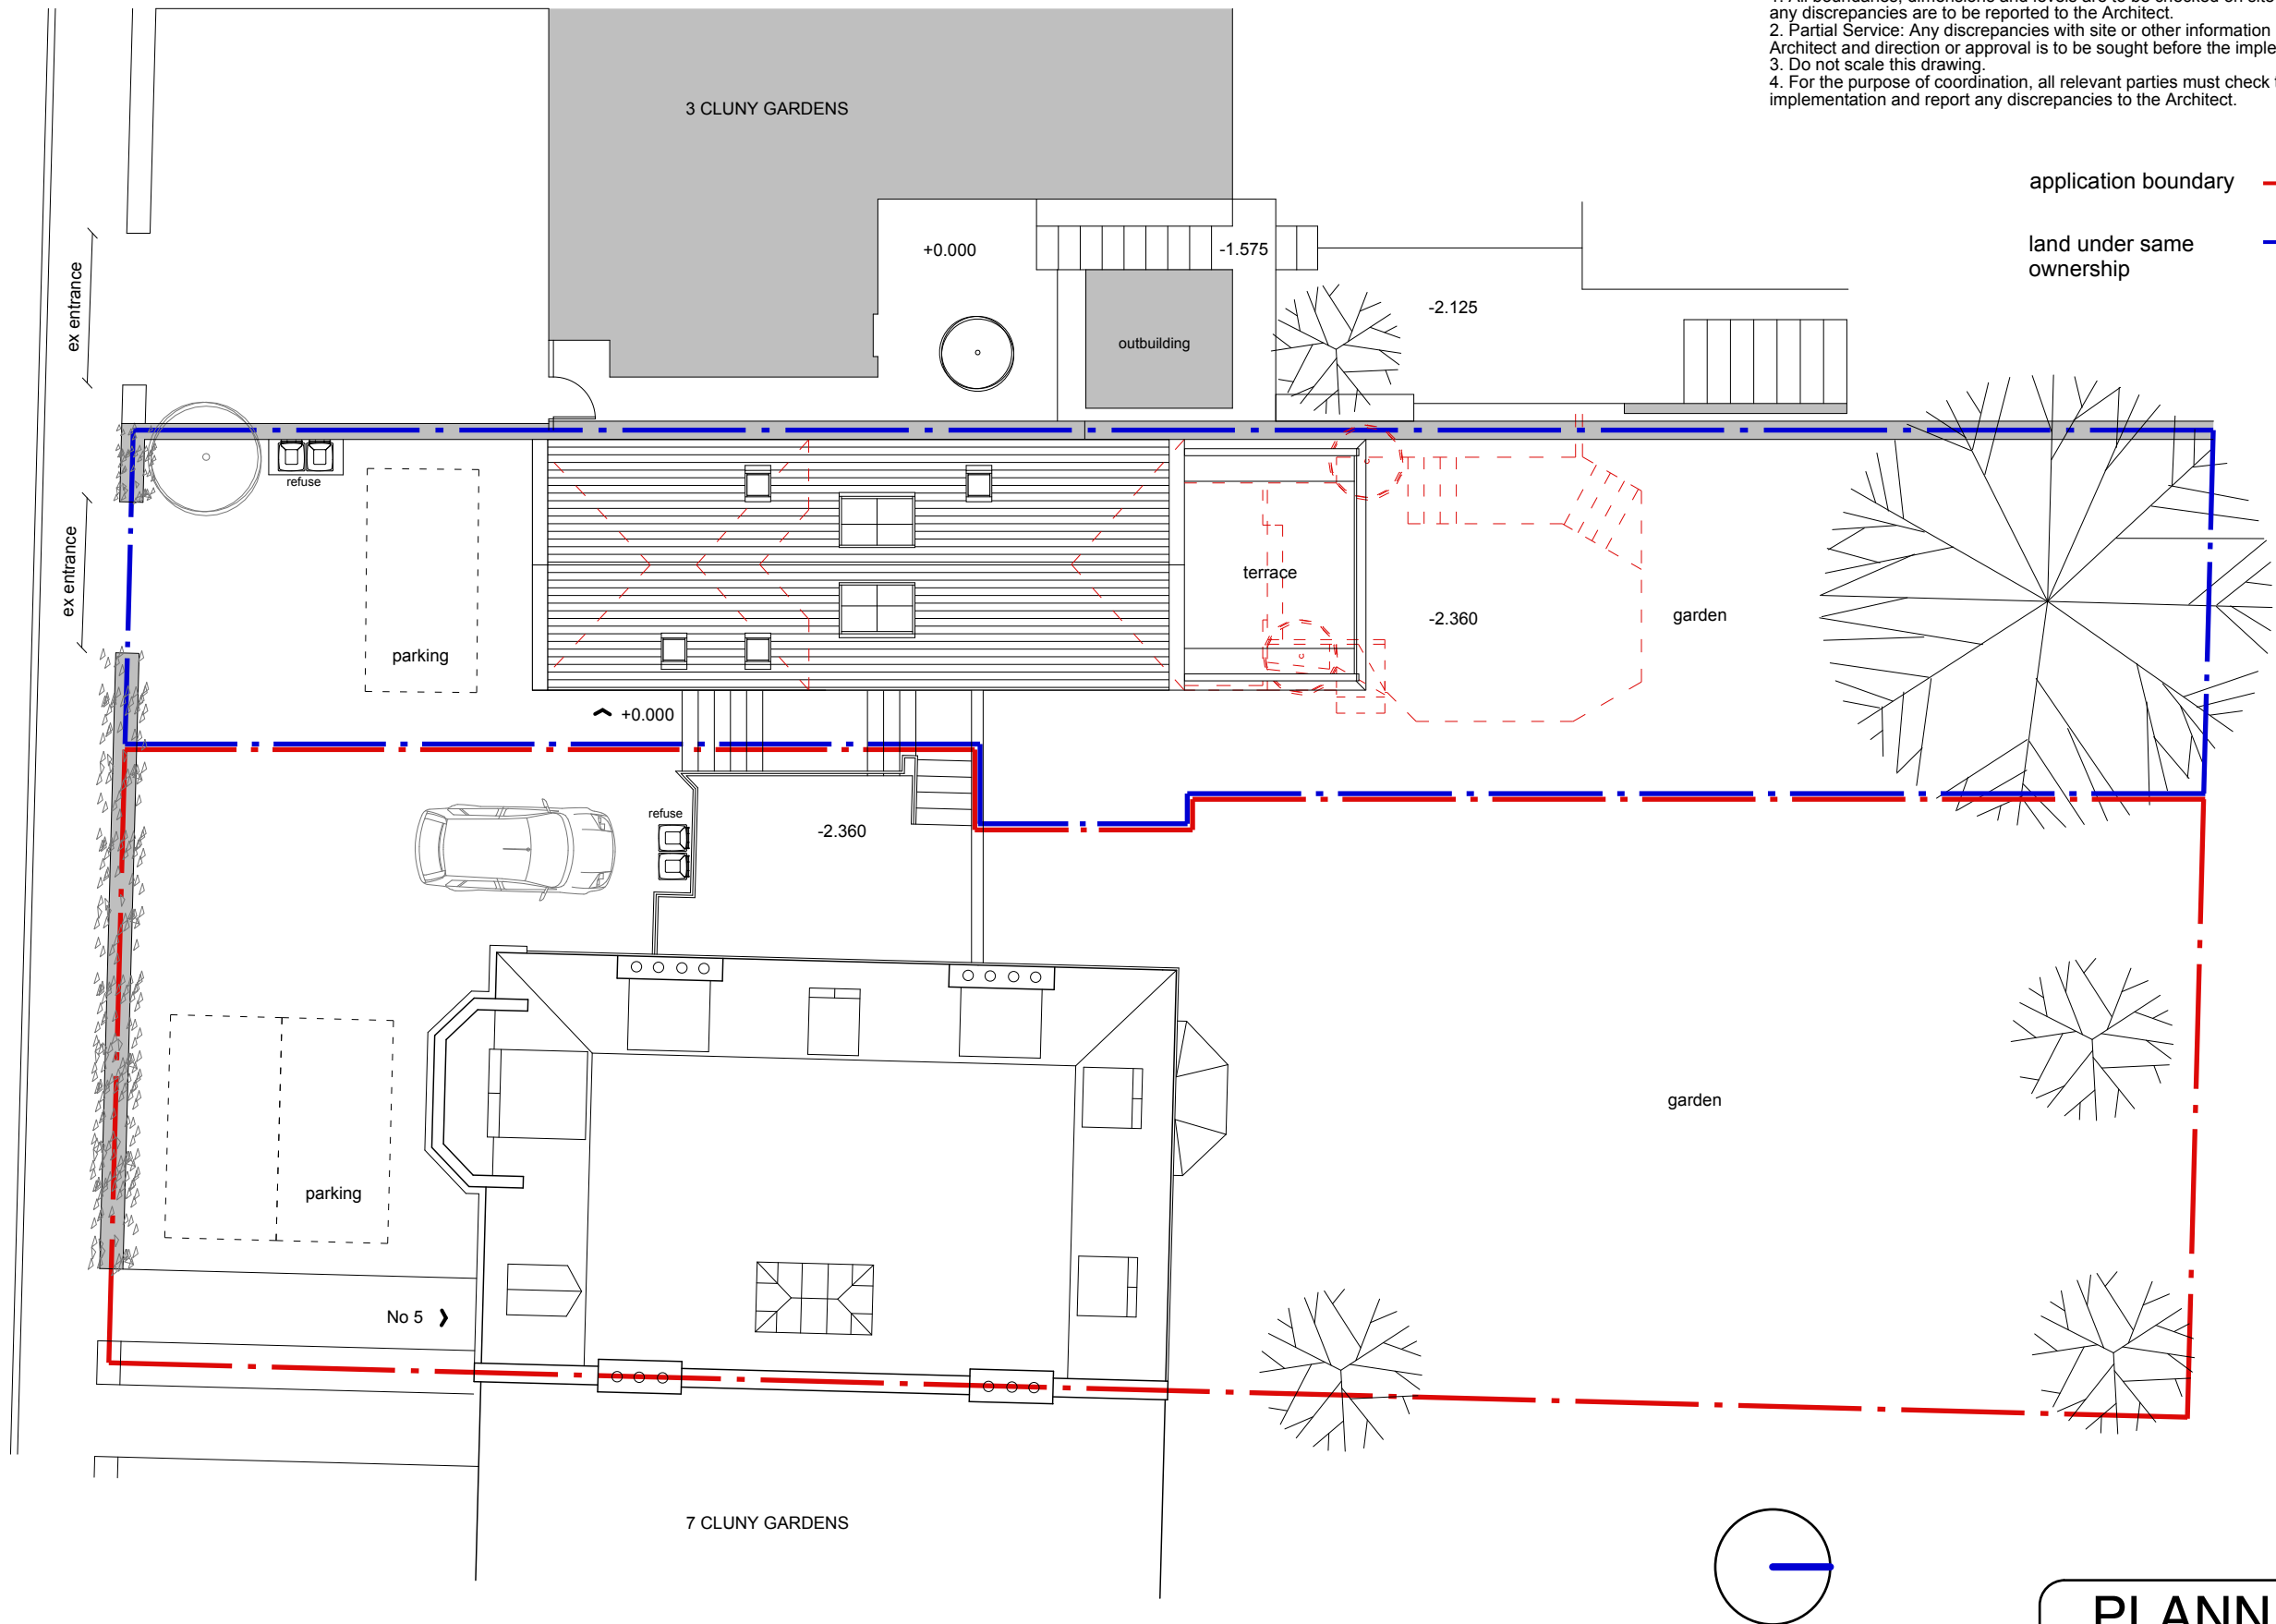 any discrepancies are to be reported to the Architect.
2. Partial Service: Any discrepancies with site or other information
Architect and direction or approval is to be sought before the
3. Do not scale this drawing.
4. For the purpose of coordination, all relevant parties must check
implementation and report any discrepancies to the Architect.
3 CLUNY GARDENS
application boundary
+0.000
-1.575
land under same
ownership
ex entrance
-2.125
outbuilding
refuse
ex entrance
terrace
-2.360
garden
parking
+0.000
refuse
-2.360
garden
parking
No 5
7 CLUNY GARDENS